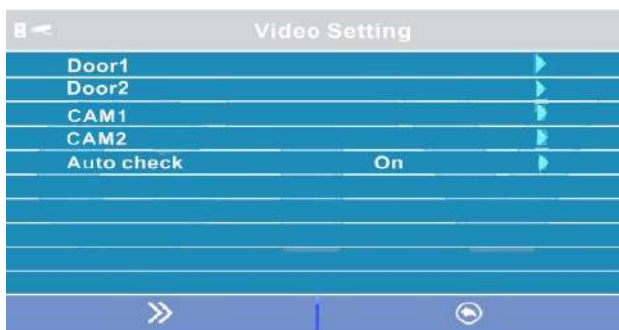 Video Setting
Door1
Door2
CAM1
CAM2
Auto check On